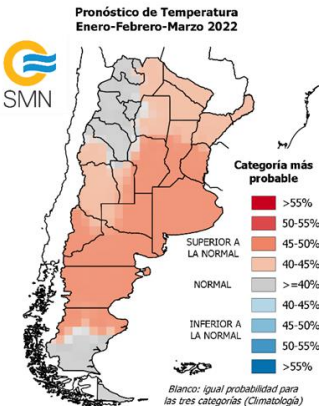 Pronóstico de Temperatura
Enero-Febrero-Marzo 2022
SMN
Categoría más
probable
>55%
50-55%
SUPERIOR A
LA NORMAL
45-50%
40-45%
NORMAL
>=40%
40-45%
INFERIOR A
LA NORMAL
45-50%
50-55%
>55%
Blanco: igual probabilidad para
las tres categorías (Climatología)